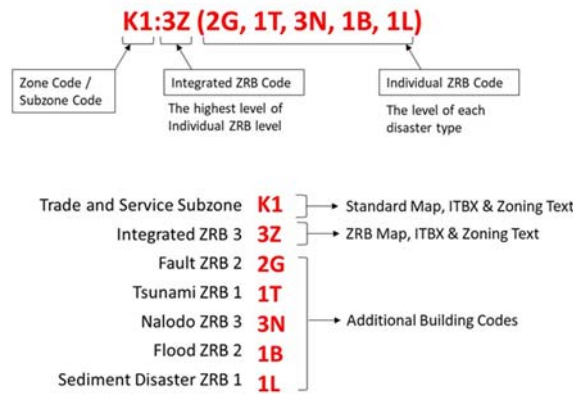 K1:3Z (2G, 1T, 3N, 1B, 1L)
Zone Code /
Subzone Code
Integrated ZRB Code
The highest level of
Individual ZRB level
Individual ZRB Code
The level of each
disaster type
Trade and Service Subzone K1 Standard Map, ITBX & Zoning Text
Integrated ZRB 3 3Z ZRB Map, ITBX & Zoning Text
Fault ZRB 2 2G
Tsunami ZRB 1 1T
Nalodo ZRB 3 3N Additional Building Codes
Flood ZRB 2 1B
Sediment Disaster ZRB 1 1L